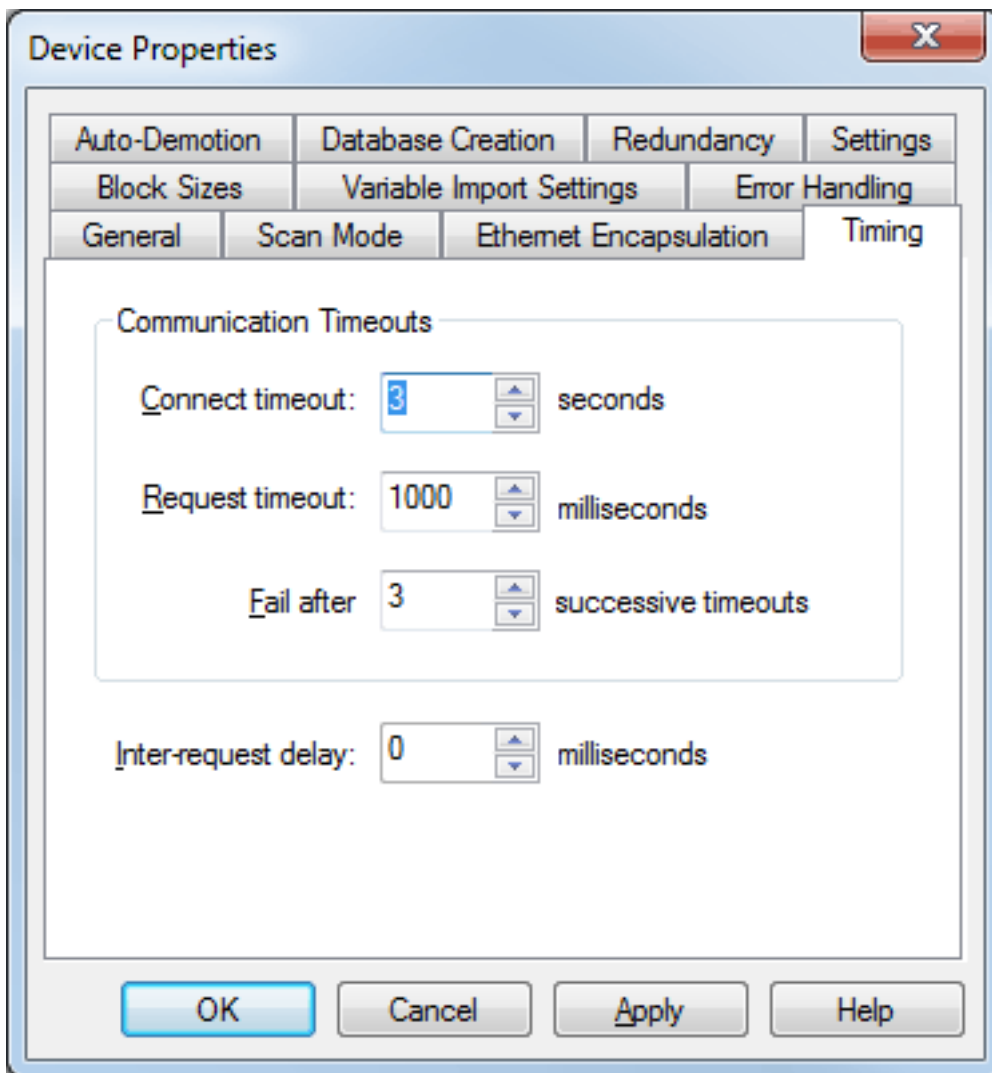 Device Properties
Auto-Demotion Database Creation Redundancy Settings
Block Sizes Variable Import Settings Error Handling
General Scan Mode Ethernet Encapsulation Timing
Communication Timeouts
Connect timeout: 3 seconds
Request timeout: 1000 milliseconds
Fail after 3 successive timeouts
Inter-request delay: 0 milliseconds
OK Cancel Apply Help